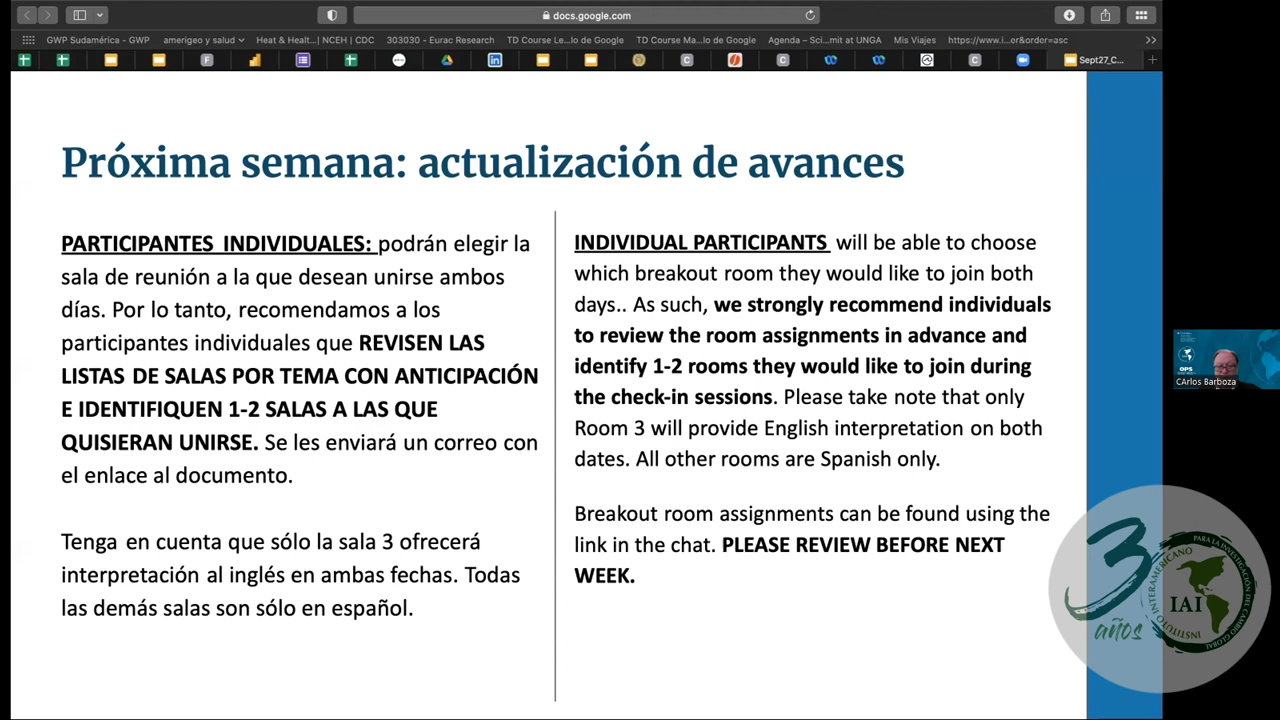 docs.google.com
GWP Sudamérica - GWP
amerigeo y salud
Heat & Healt...| NCEH | CDC
303030 - Eurac Research
TD Course Le...lo de Google
TD Course Ma...lo de Google
Agenda – Sci...mit at UNGA
Mis Viajes
https://www.i...or&order=asc
Sept27_C...
Próxima semana: actualización de avances
PARTICIPANTES INDIVIDUALES: podrán elegir la
sala de reunión a la que desean unirse ambos
días. Por lo tanto, recomendamos a los
participantes individuales que REVISEN LAS
LISTAS DE SALAS POR TEMA CON ANTICIPACIÓN
E IDENTIFIQUEN 1-2 SALAS A LAS QUE
QUISIERAN UNIRSE. Se les enviará un correo con
el enlace al documento.
Tenga en cuenta que sólo la sala 3 ofrecerá
interpretación al inglés en ambas fechas. Todas
las demás salas son sólo en español.
INDIVIDUAL PARTICIPANTS will be able to choose
which breakout room they would like to join both
days.. As such, we strongly recommend individuals
to review the room assignments in advance and
identify 1-2 rooms they would like to join during
the check-in sessions. Please take note that only
Room 3 will provide English interpretation on both
dates. All other rooms are Spanish only.
Breakout room assignments can be found using the
link in the chat. PLEASE REVIEW BEFORE NEXT
WEEK.
OPS
CArlos Barboza
3
años
IAI
INSTITUTO INTERAMERICANO
PARA LA INVESTIGACIÓN
DEL CAMBIO GLOBAL